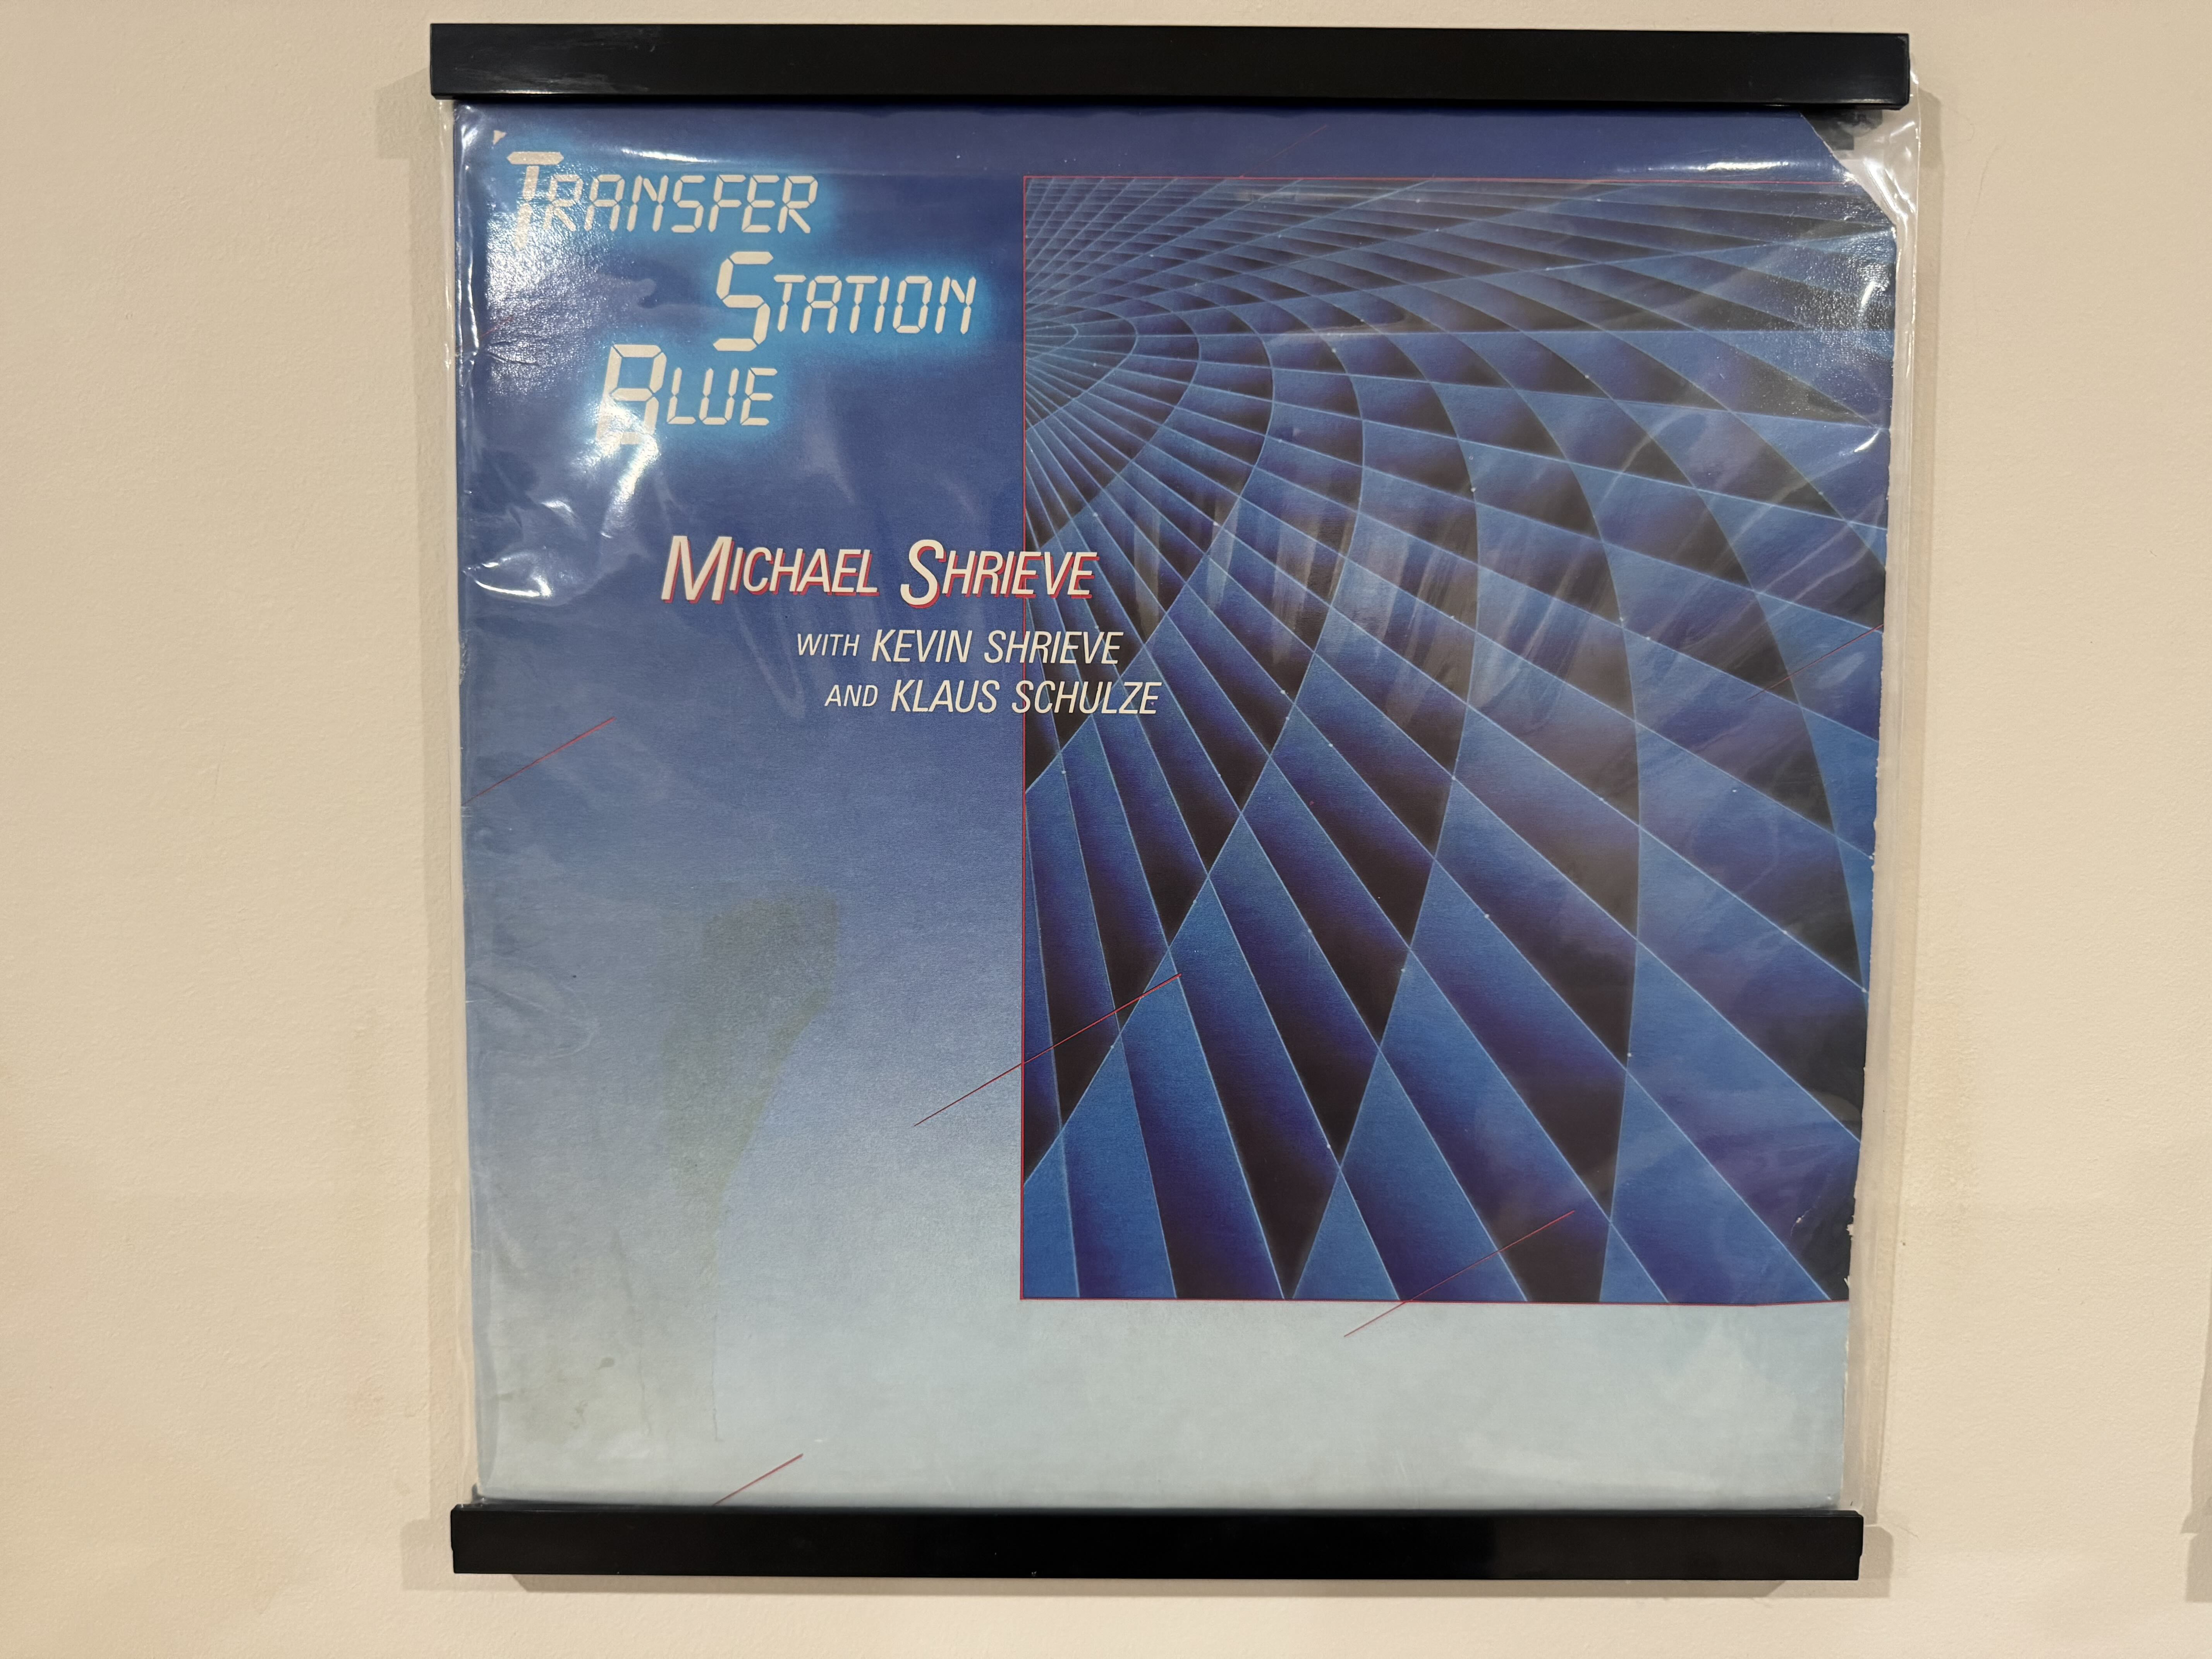 TRANSFER
STATION
BLUE
MICHAEL SHRIEVE
WITH KEVIN SHRIEVE
AND KLAUS SCHULZE